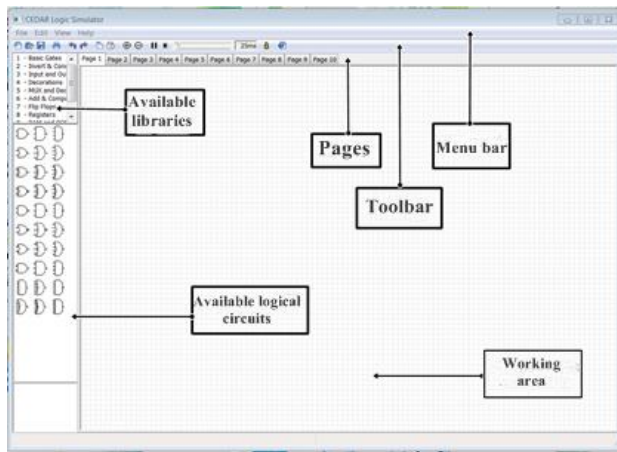 CEDAR Logic Simulator
File Edit View Help
25ms
1 - Basic Gates
2 - Invert & Conn
3 - Input and Ou
4 - Decorations
5 - MUX and Dec
6 - Add & Compa
7 - Flip Flops
8 - Registers
Page 1 Page 2 Page 3 Page 4 Page 5 Page 6 Page 7 Page 8 Page 9 Page 10
Available
libraries
Pages
Menu bar
Toolbar
Available logical
circuits
Working
area